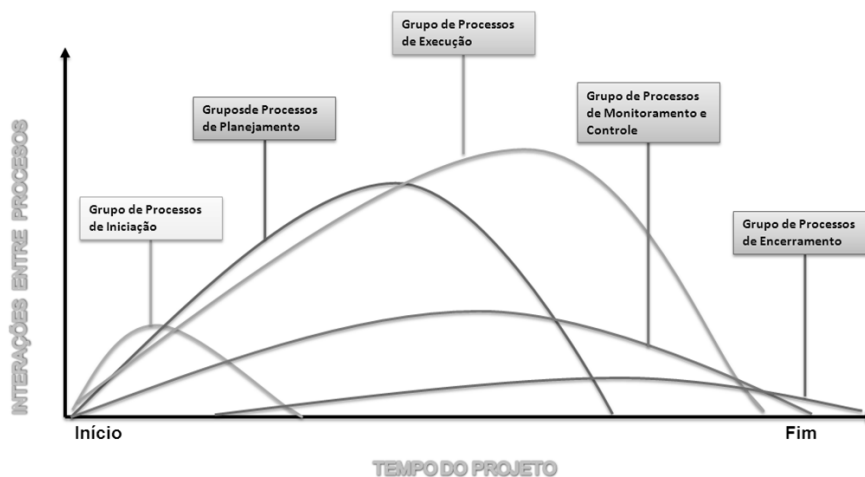 Grupo de Processos
de Execução
Gruposde Processos
de Planejamento
Grupo de Processos
de Monitoramento e
Controle
Grupo de Processos
de Iniciação
Grupo de Processos
de Encerramento
INTERAÇÕES ENTRE PROCESOS
Início
Fim
TEMPO DO PROJETO